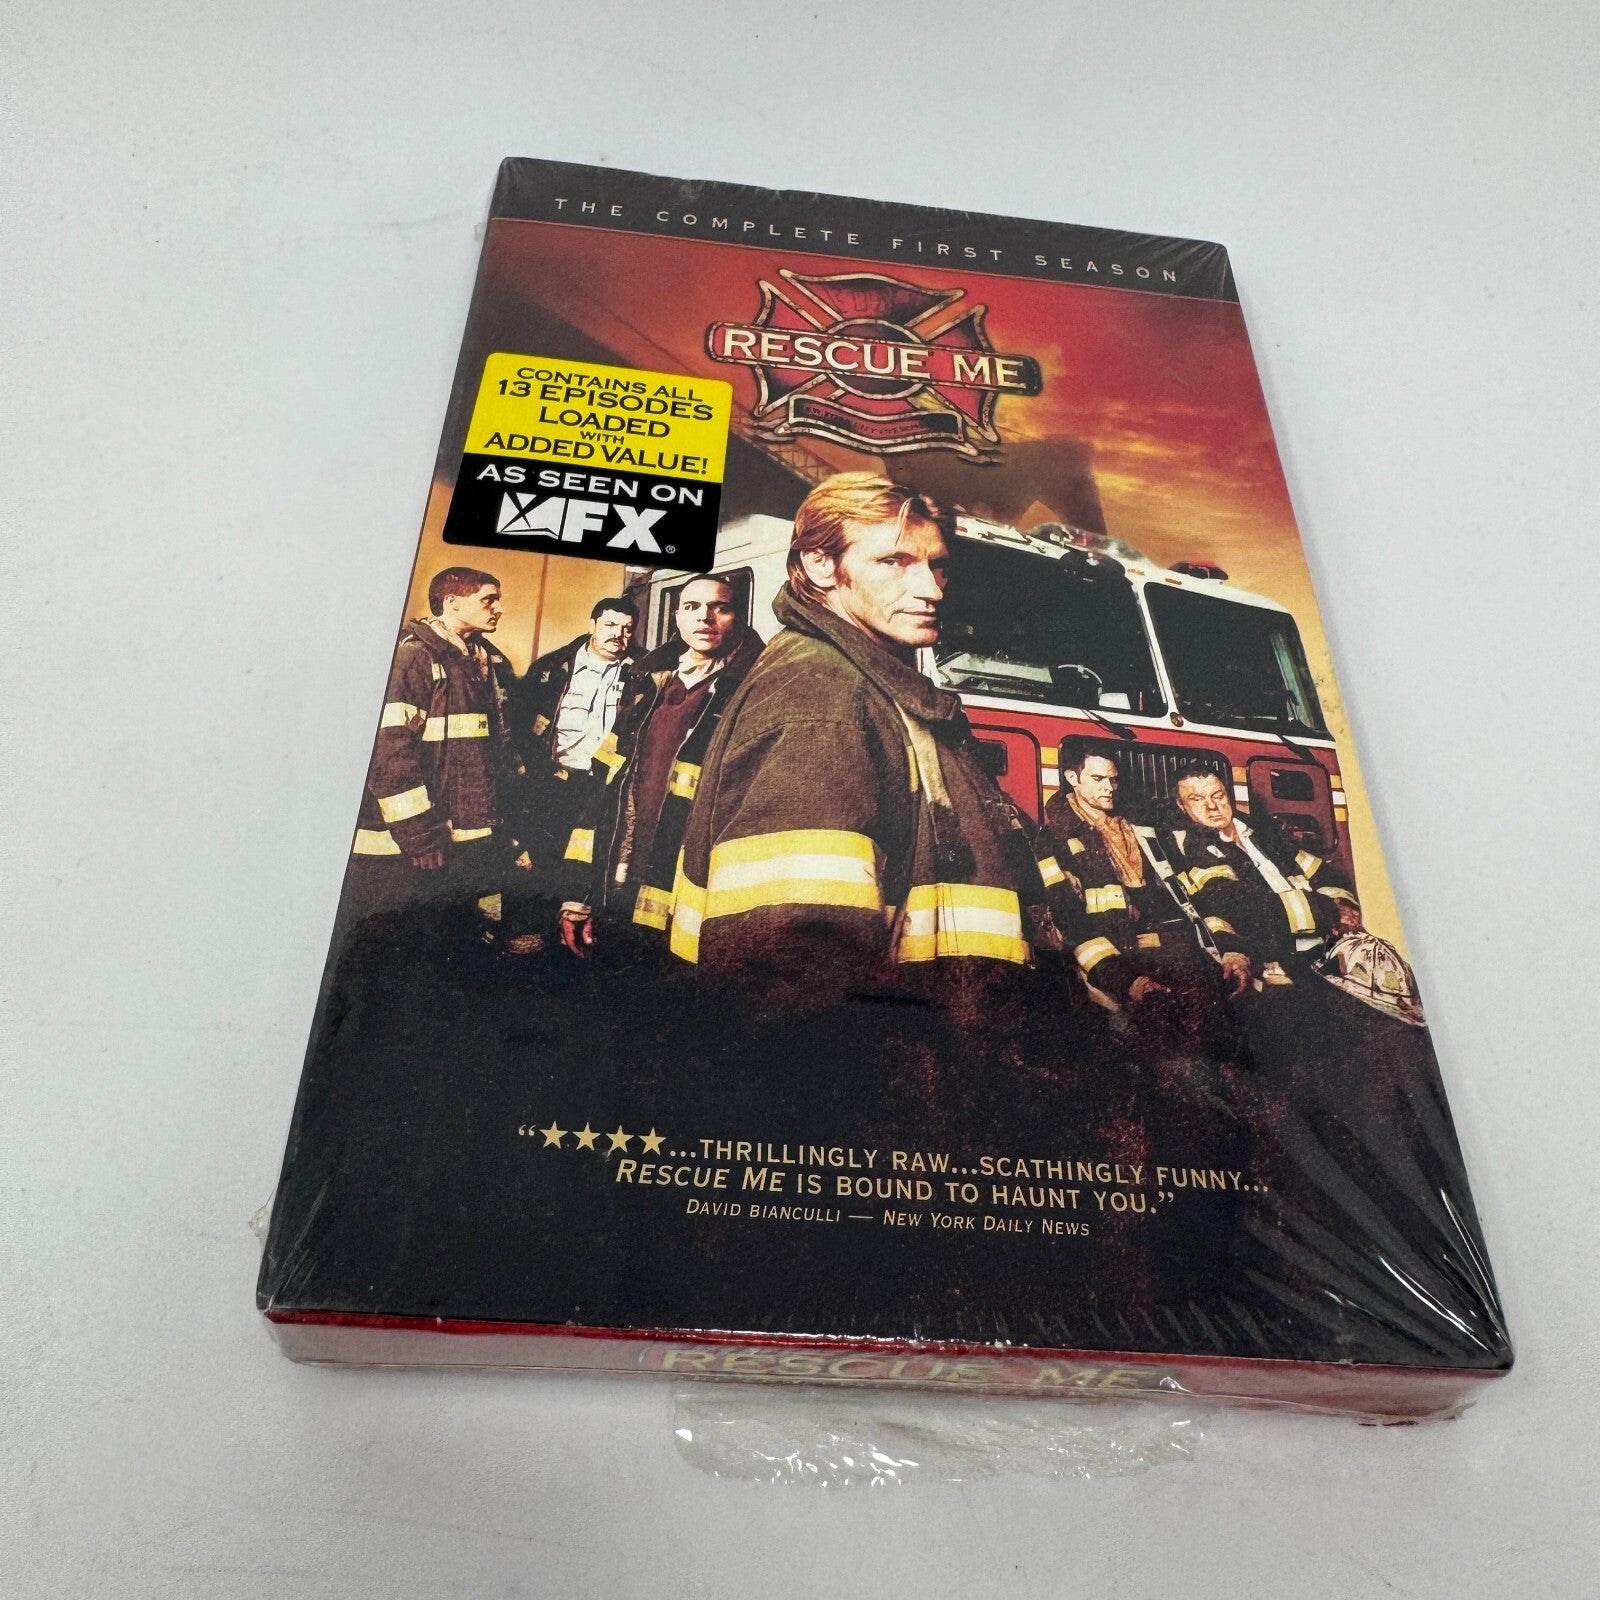 THE COMPLETE FIRST SEASON
RESCUE ME
CONTAINS ALL
13 EPISODES
LOADED
WITH
ADDED VALUE!
AS SEEN ON
FX®
“★★★★...THRILLINGLY RAW...SCATHINGLY FUNNY...
RESCUE ME IS BOUND TO HAUNT YOU.”
DAVID BIANCULLI — NEW YORK DAILY NEWS
RESCUE ME